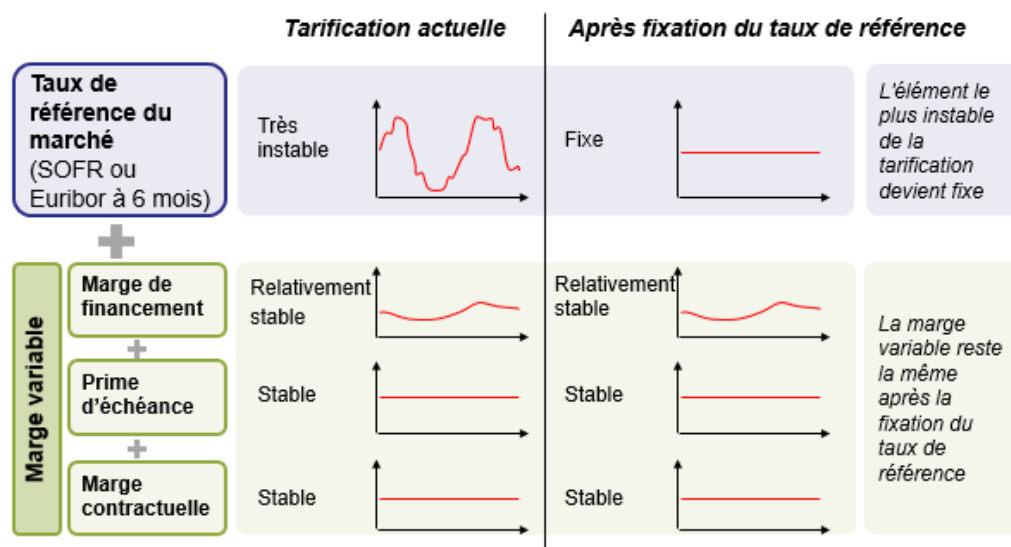 Tarification actuelle
Après fixation du taux de référence
Taux de
référence du
marché
(SOFR ou
Euribor à 6 mois)
Très
instable
Fixe
L'élément le
plus instable
de la
tarification
devient fixe
Marge variable
Marge de
financement
Relativement
stable
Relativement
stable
Prime
d'échéance
Stable
Stable
Marge
contractuelle
Stable
Stable
La marge
variable reste
la même
après la
fixation du
taux de
référence